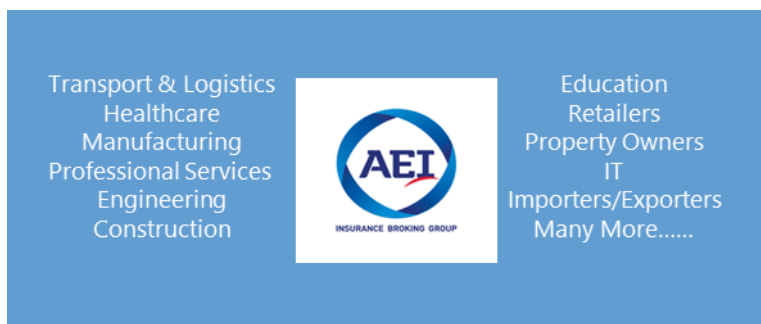 Transport & Logistics
Healthcare
Manufacturing
Professional Services
Engineering
Construction
AEI
INSURANCE BROKING GROUP
Education
Retailers
Property Owners
IT
Importers/Exporters
Many More......